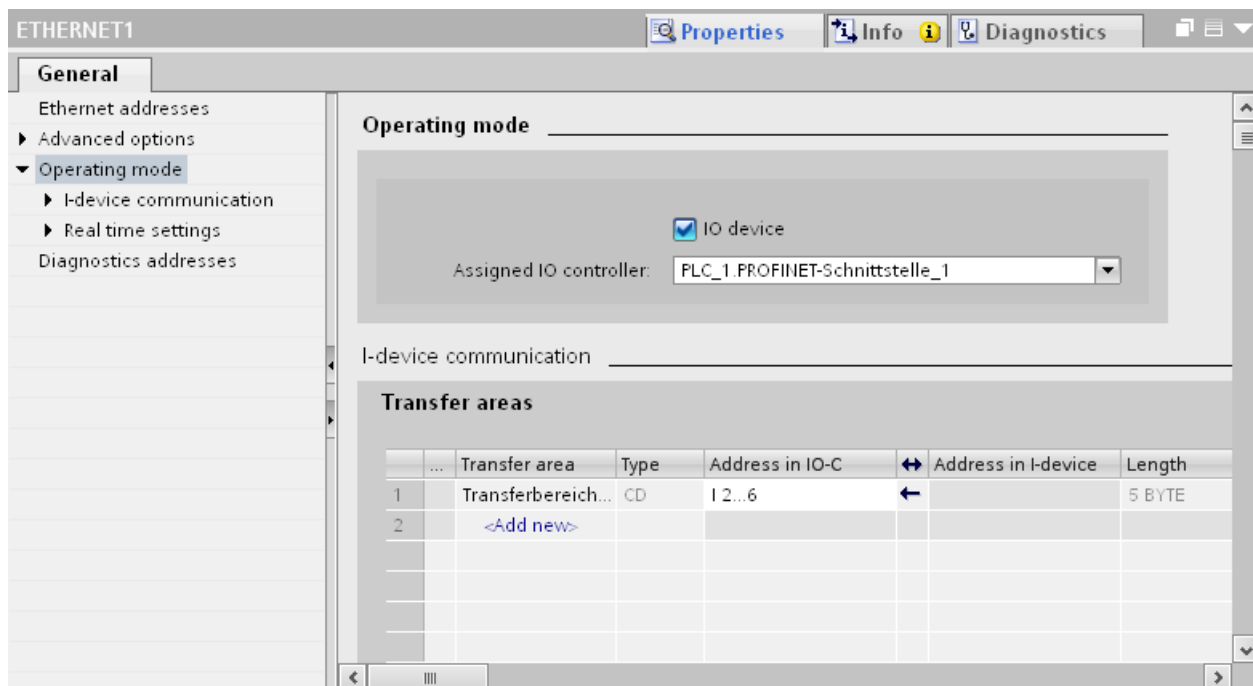 ETHERNET1 Properties Info Diagnostics
General
Ethernet addresses
Advanced options
Operating mode
I-device communication
Real time settings
Diagnostics addresses
Operating mode
IO device
Assigned IO controller: PLC_1.PROFINET-Schnittstelle_1
I-device communication
Transfer areas
... Transfer area Type Address in IO-C Address in I-device Length
1 Transferbereich... CD I 2...6 5 BYTE
2 <Add new>